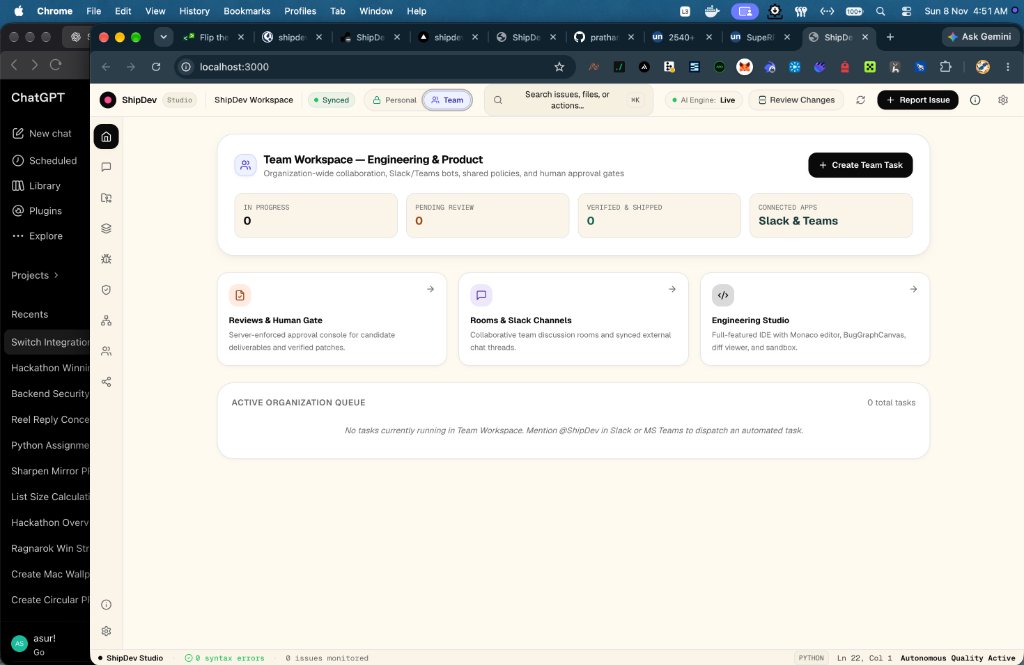 Chrome File Edit View History Bookmarks Profiles Tab Window Help
Sun 8 Nov 4:51 AM
Flip the
shipdev
ShipDe
shipdev
ShipDo
prathar
un 2540+
un SupeRI
ShipDe
Ask Gemini
localhost:3000
ChatGPT
New chat
Scheduled
Library
Plugins
Explore
Projects
Recents
Switch Integration
Hackathon Winni
Backend Security
Reel Reply Conce
Python Assignme
Sharpen Mirror P
List Size Calculati
Hackathon Overv
Ragnarok Win Str
Create Mac Wallp
Create Circular P
AS
asur!
Go
ShipDev Studio ShipDev Workspace Synced Personal Team
Search issues, files, or
actions...
⌘K
AI Engine: Live Review Changes + Report Issue
Team Workspace — Engineering & Product
Organization-wide collaboration, Slack/Teams bots, shared policies, and human approval gates
+ Create Team Task
IN PROGRESS
0
PENDING REVIEW
0
VERIFIED & SHIPPED
0
CONNECTED APPS
Slack & Teams
Reviews & Human Gate
Server-enforced approval console for candidate
deliverables and verified patches.
Rooms & Slack Channels
Collaborative team discussion rooms and synced external
chat threads.
Engineering Studio
Full-featured IDE with Monaco editor, BugGraphCanvas,
diff viewer, and sandbox.
ACTIVE ORGANIZATION QUEUE
0 total tasks
No tasks currently running in Team Workspace. Mention @ShipDev in Slack or MS Teams to dispatch an automated task.
ShipDev Studio 0 syntax errors 0 issues monitored
PYTHON Ln 22, Col 1 Autonomous Quality Active